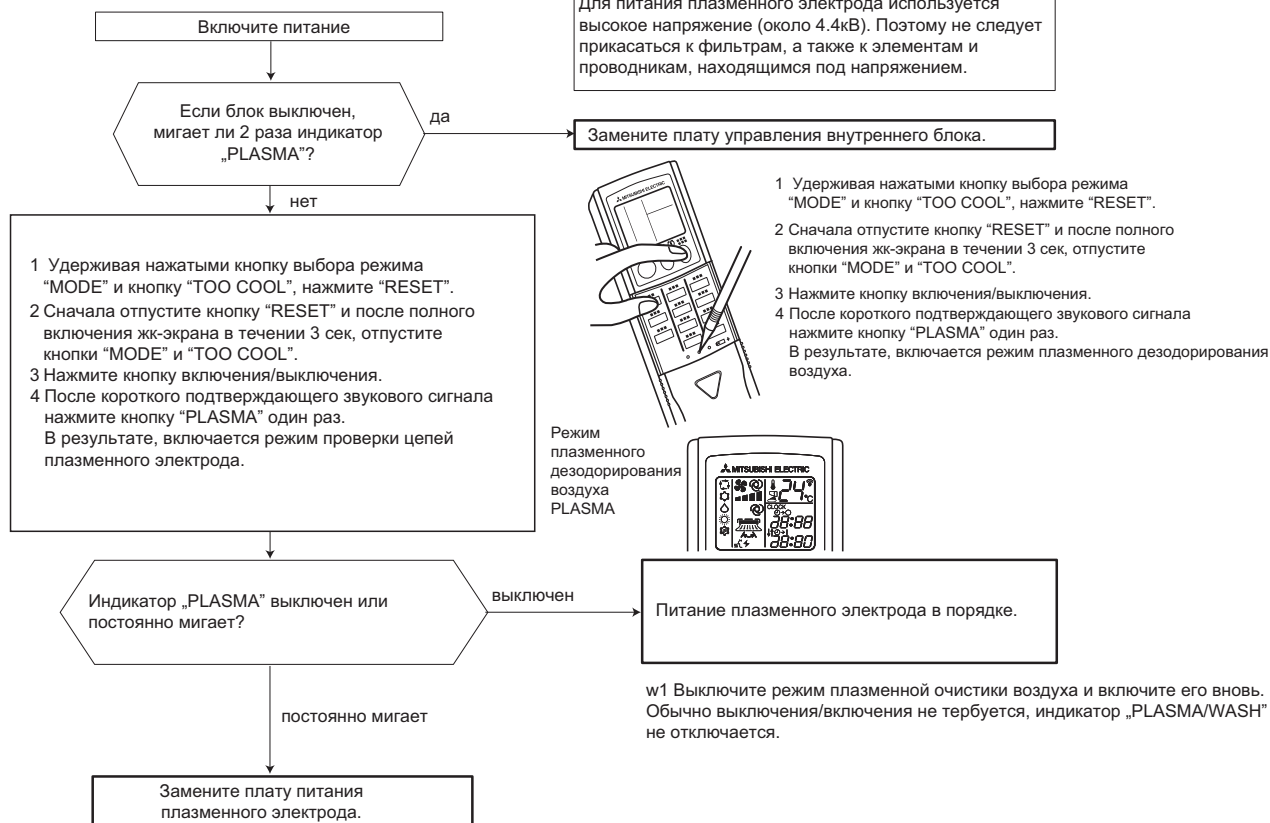 Для питания плазменного электрода используется
высокое напряжение (около 4.4кВ). Поэтому не следует
прикасаться к фильтрам, а также к элементам и
проводникам, находящимся под напряжением.
Включите питание
Если блок выключен,
мигает ли 2 раза индикатор
„PLASMA”?
да
Замените плату управления внутреннего блока.
нет
1 Удерживая нажатыми кнопку выбора режима
“MODE” и кнопку “TOO COOL”, нажмите “RESET”.
2 Сначала отпустите кнопку “RESET” и после полного
включения жк-экрана в течении 3 сек, отпустите
кнопки “MODE” и “TOO COOL”.
3 Нажмите кнопку включения/выключения.
4 После короткого подтверждающего звукового сигнала
нажмите кнопку “PLASMA” один раз.
В результате, включается режим проверки цепей
плазменного электрода.
MITSUBISHI ELECTRIC
1 Удерживая нажатыми кнопку выбора режима
“MODE” и кнопку “TOO COOL”, нажмите “RESET”.
2 Сначала отпустите кнопку “RESET” и после полного
включения жк-экрана в течении 3 сек, отпустите
кнопки “MODE” и “TOO COOL”.
3 Нажмите кнопку включения/выключения.
4 После короткого подтверждающего звукового сигнала
нажмите кнопку “PLASMA” один раз.
В результате, включается режим плазменного дезодорирования
воздуха.
Режим
плазменного
дезодорирования
воздуха
PLASMA
MITSUBISHI ELECTRIC
24°C
CLOCK
28:88
28:80
Индикатор „PLASMA” выключен или
постоянно мигает?
выключен
Питание плазменного электрода в порядке.
w1 Выключите режим плазменной очистики воздуха и включите его вновь.
Обычно выключения/включения не тербуется, индикатор „PLASMA/WASH”
не отключается.
постоянно мигает
Замените плату питания
плазменного электрода.